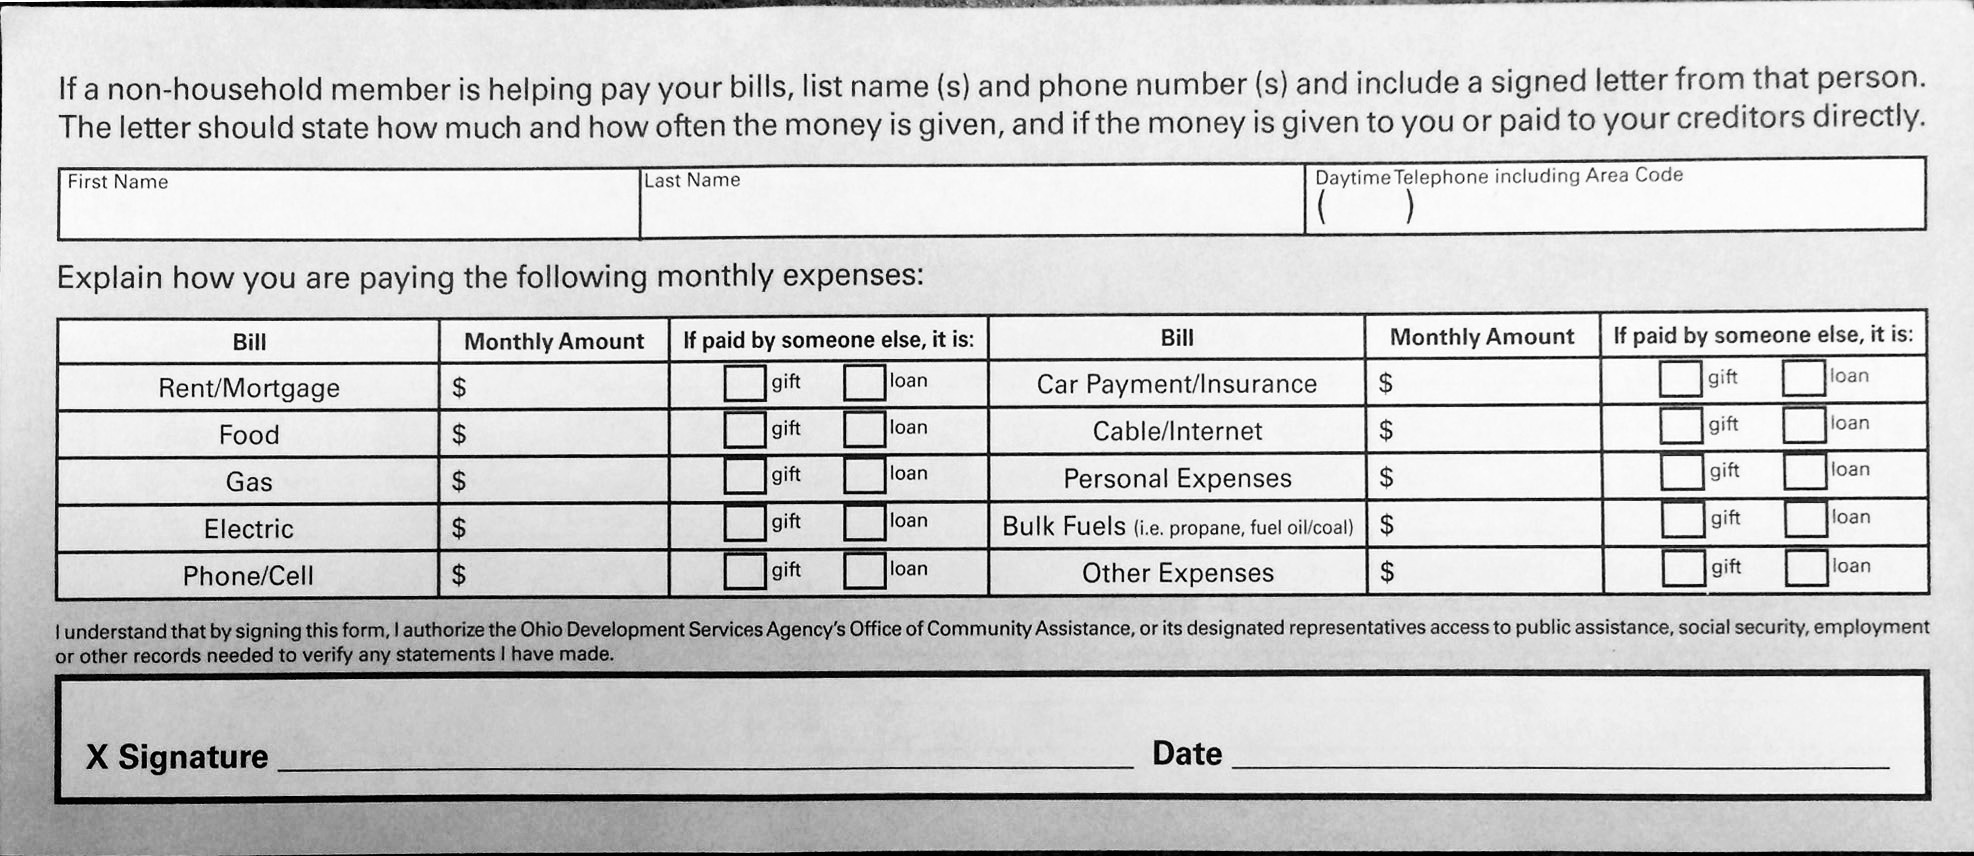 If a non-household member is helping pay your bills, list name (s) and phone number (s) and include a signed letter from that person.
The letter should state how much and how often the money is given, and if the money is given to you or paid to your creditors directly.
First Name Last Name Daytime Telephone including Area Code
( )
Explain how you are paying the following monthly expenses:
Bill Monthly Amount If paid by someone else, it is: Bill Monthly Amount If paid by someone else, it is:
Rent/Mortgage $ gift loan Car Payment/Insurance $ gift loan
Food $ gift loan Cable/Internet $ gift loan
Gas $ gift loan Personal Expenses $ gift loan
Electric $ gift loan Bulk Fuels (i.e. propane, fuel oil/coal) $ gift loan
Phone/Cell $ gift loan Other Expenses $ gift loan
I understand that by signing this form, I authorize the Ohio Development Services Agency's Office of Community Assistance, or its designated representatives access to public assistance, social security, employment
or other records needed to verify any statements I have made.
X Signature Date